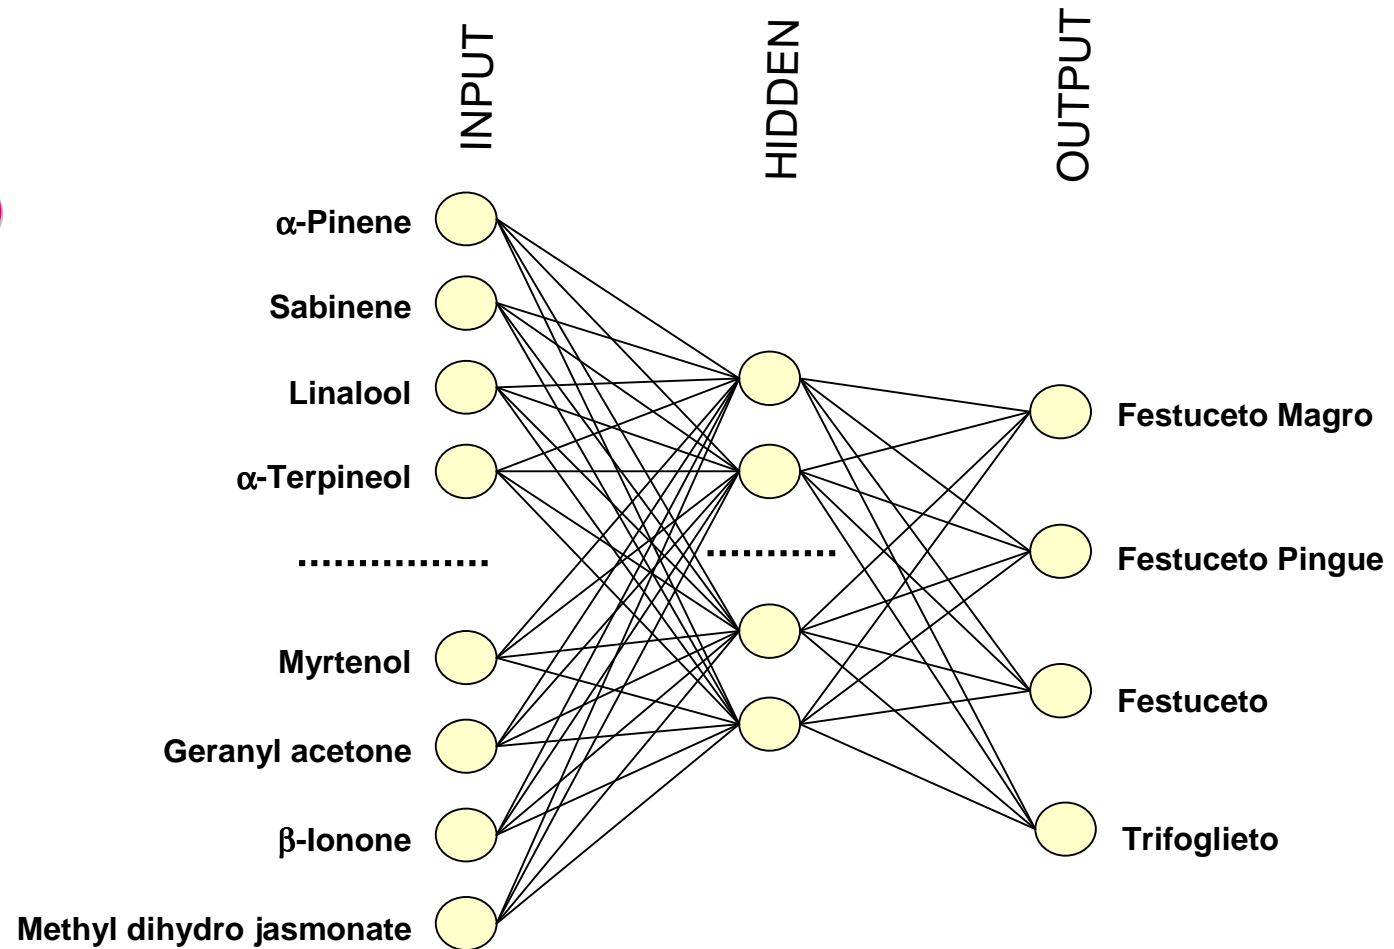 INPUT
HIDDEN
OUTPUT
α-Pinene
Sabinene
Linalool
α-Terpineol
Myrtenol
Geranyl acetone
β-Ionone
Methyl dihydro jasmonate
Festuceto Magro
Festuceto Pingue
Festuceto
Trifoglieto